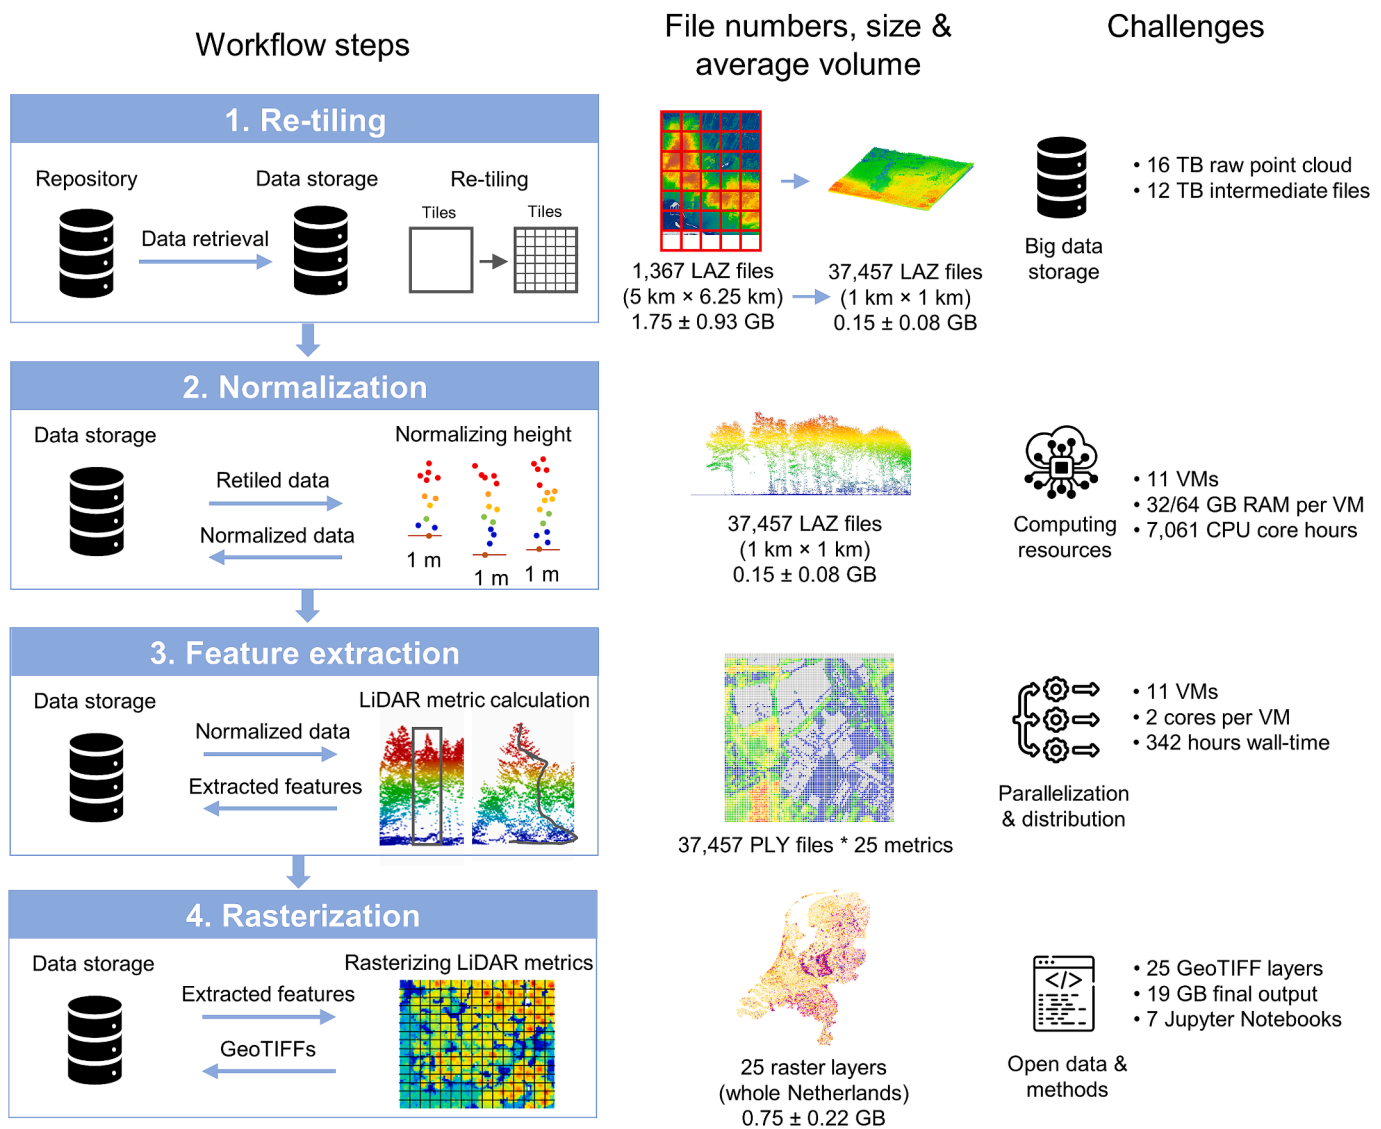 Workflow steps
File numbers, size &
average volume
Challenges
1. Re-tiling
Repository
Data retrieval
Data storage
Re-tiling
Tiles
Tiles
1,367 LAZ files
(5 km × 6.25 km)
1.75 ± 0.93 GB
37,457 LAZ files
(1 km × 1 km)
0.15 ± 0.08 GB
Big data
storage
• 16 TB raw point cloud
• 12 TB intermediate files
2. Normalization
Data storage
Retiled data
Normalized data
Normalizing height
1 m
1 m
1 m
37,457 LAZ files
(1 km × 1 km)
0.15 ± 0.08 GB
Computing
resources
• 11 VMs
• 32/64 GB RAM per VM
• 7,061 CPU core hours
3. Feature extraction
Data storage
Normalized data
Extracted features
LiDAR metric calculation
37,457 PLY files * 25 metrics
Parallelization
& distribution
• 11 VMs
• 2 cores per VM
• 342 hours wall-time
4. Rasterization
Data storage
Extracted features
GeoTIFFs
Rasterizing LiDAR metrics
25 raster layers
(whole Netherlands)
0.75 ± 0.22 GB
</>
Open data &
methods
• 25 GeoTIFF layers
• 19 GB final output
• 7 Jupyter Notebooks